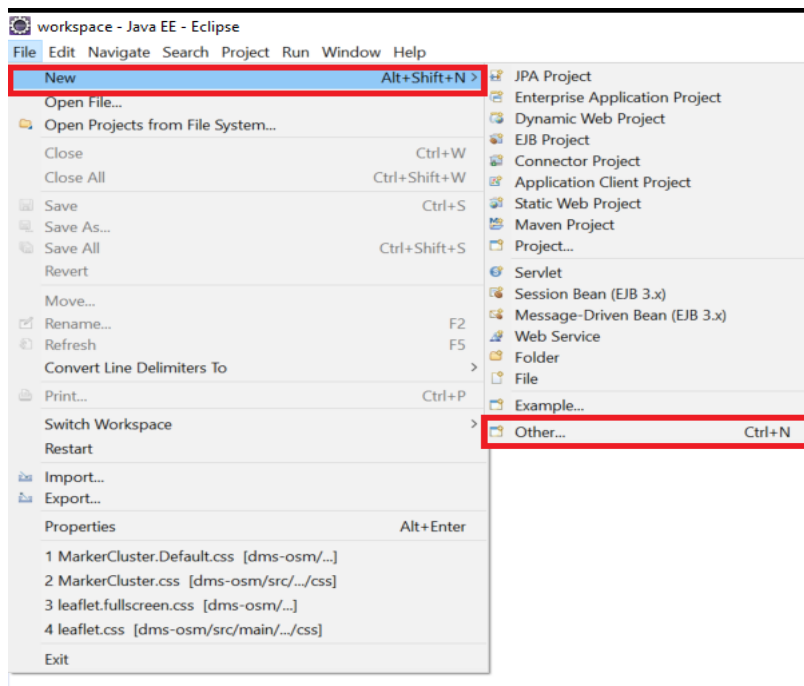 workspace - Java EE - Eclipse
File Edit Navigate Search Project Run Window Help
New Alt+Shift+N >
Open File...
Open Projects from File System...
Close Ctrl+W
Close All Ctrl+Shift+W
Save Ctrl+S
Save As...
Save All Ctrl+Shift+S
Revert
Move...
Rename... F2
Refresh F5
Convert Line Delimiters To >
Print... Ctrl+P
Switch Workspace >
Restart
Import...
Export...
Properties Alt+Enter
1 MarkerCluster.Default.css [dms-osm/...]
2 MarkerCluster.css [dms-osm/src/.../css]
3 leaflet.fullscreen.css [dms-osm/...]
4 leaflet.css [dms-osm/src/main/.../css]
Exit
JPA Project
Enterprise Application Project
Dynamic Web Project
EJB Project
Connector Project
Application Client Project
Static Web Project
Maven Project
Project...
Servlet
Session Bean (EJB 3.x)
Message-Driven Bean (EJB 3.x)
Web Service
Folder
File
Example...
Other... Ctrl+N